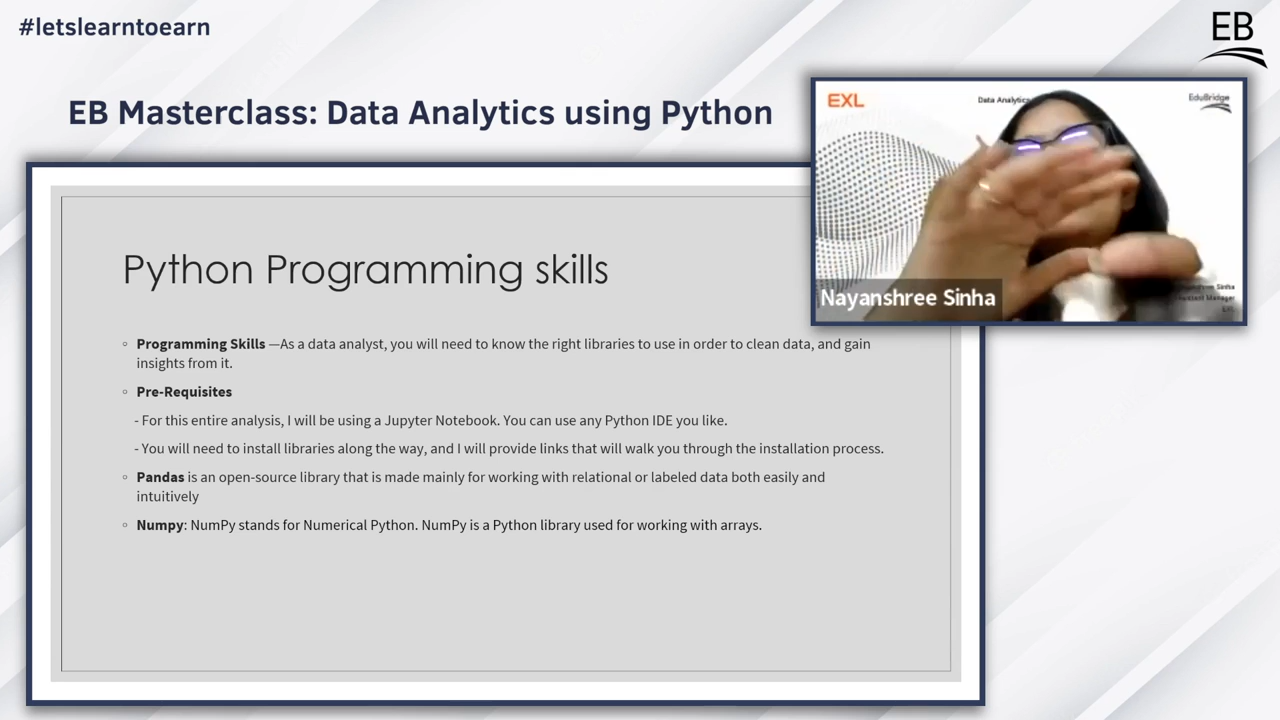 #letslearntoearn
EB
EB Masterclass: Data Analytics using Python
EXL
Data Analytics
EduBridge
Nayanshree Sinha
Python Programming skills
◦ Programming Skills —As a data analyst, you will need to know the right libraries to use in order to clean data, and gain
insights from it.
◦ Pre-Requisites
- For this entire analysis, I will be using a Jupyter Notebook. You can use any Python IDE you like.
- You will need to install libraries along the way, and I will provide links that will walk you through the installation process.
◦ Pandas is an open-source library that is made mainly for working with relational or labeled data both easily and
intuitively
◦ Numpy: NumPy stands for Numerical Python. NumPy is a Python library used for working with arrays.